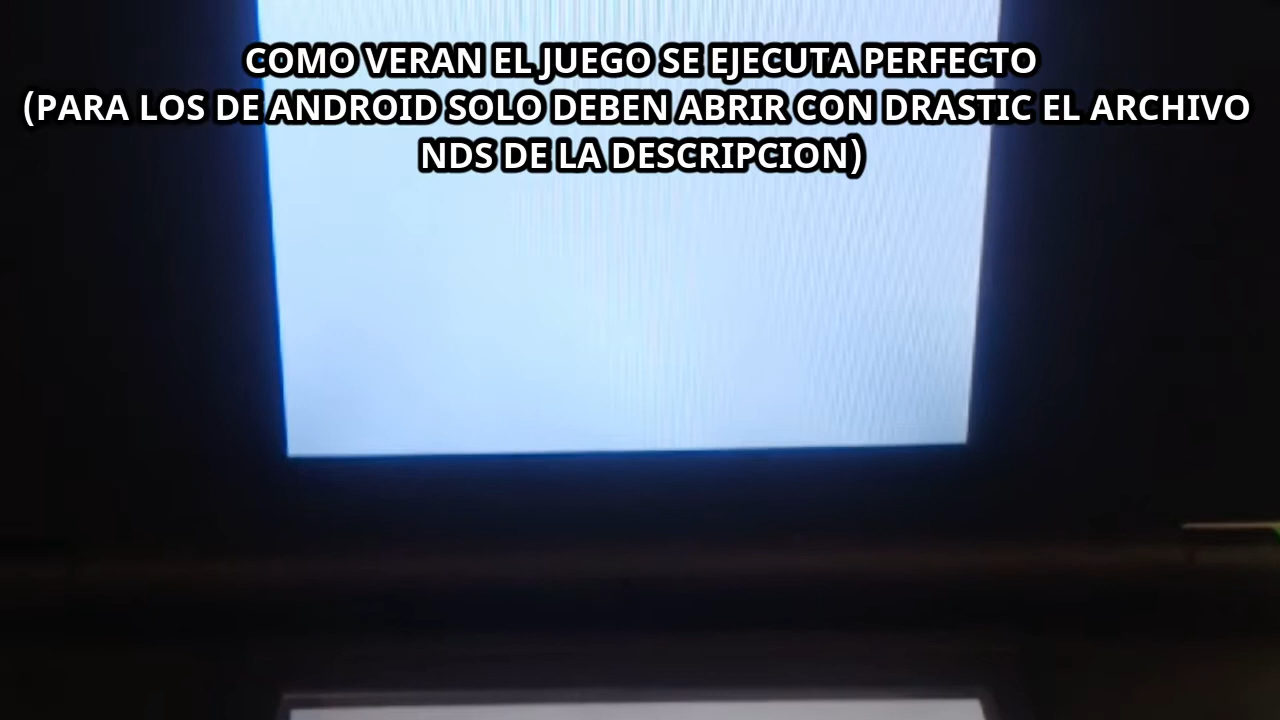 COMO VERAN EL JUEGO SE EJECUTA PERFECTO
(PARA LOS DE ANDROID SOLO DEBEN ABRIR CON DRASTIC EL ARCHIVO
NDS DE LA DESCRIPCION)